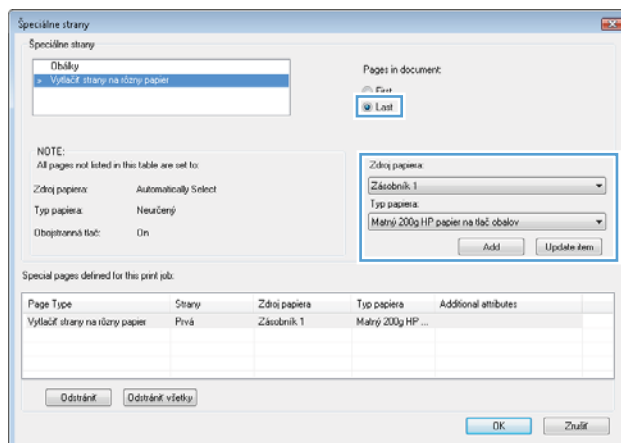 Špeciálne strany
Špeciálne strany
Obálky
» Vytlačiť strany na rôzny papier
Pages in document:
First
Last
NOTE:
All pages not listed in this table are set to:
Zdroj papiera: Automatically Select
Typ papiera: Neurčený
Obojstranná tlač: On
Zdroj papiera:
Zásobník 1
Typ papiera:
Matný 200g HP papier na tlač obalov
Add Update item
Special pages defined for this print job:
Page Type Strany Zdroj papiera Typ papiera Additional attributes
Vytlačiť strany na rôzny papier Prvá Zásobník 1 Matný 200g HP ...
Odstrániť Odstrániť všetky
OK Zrušiť